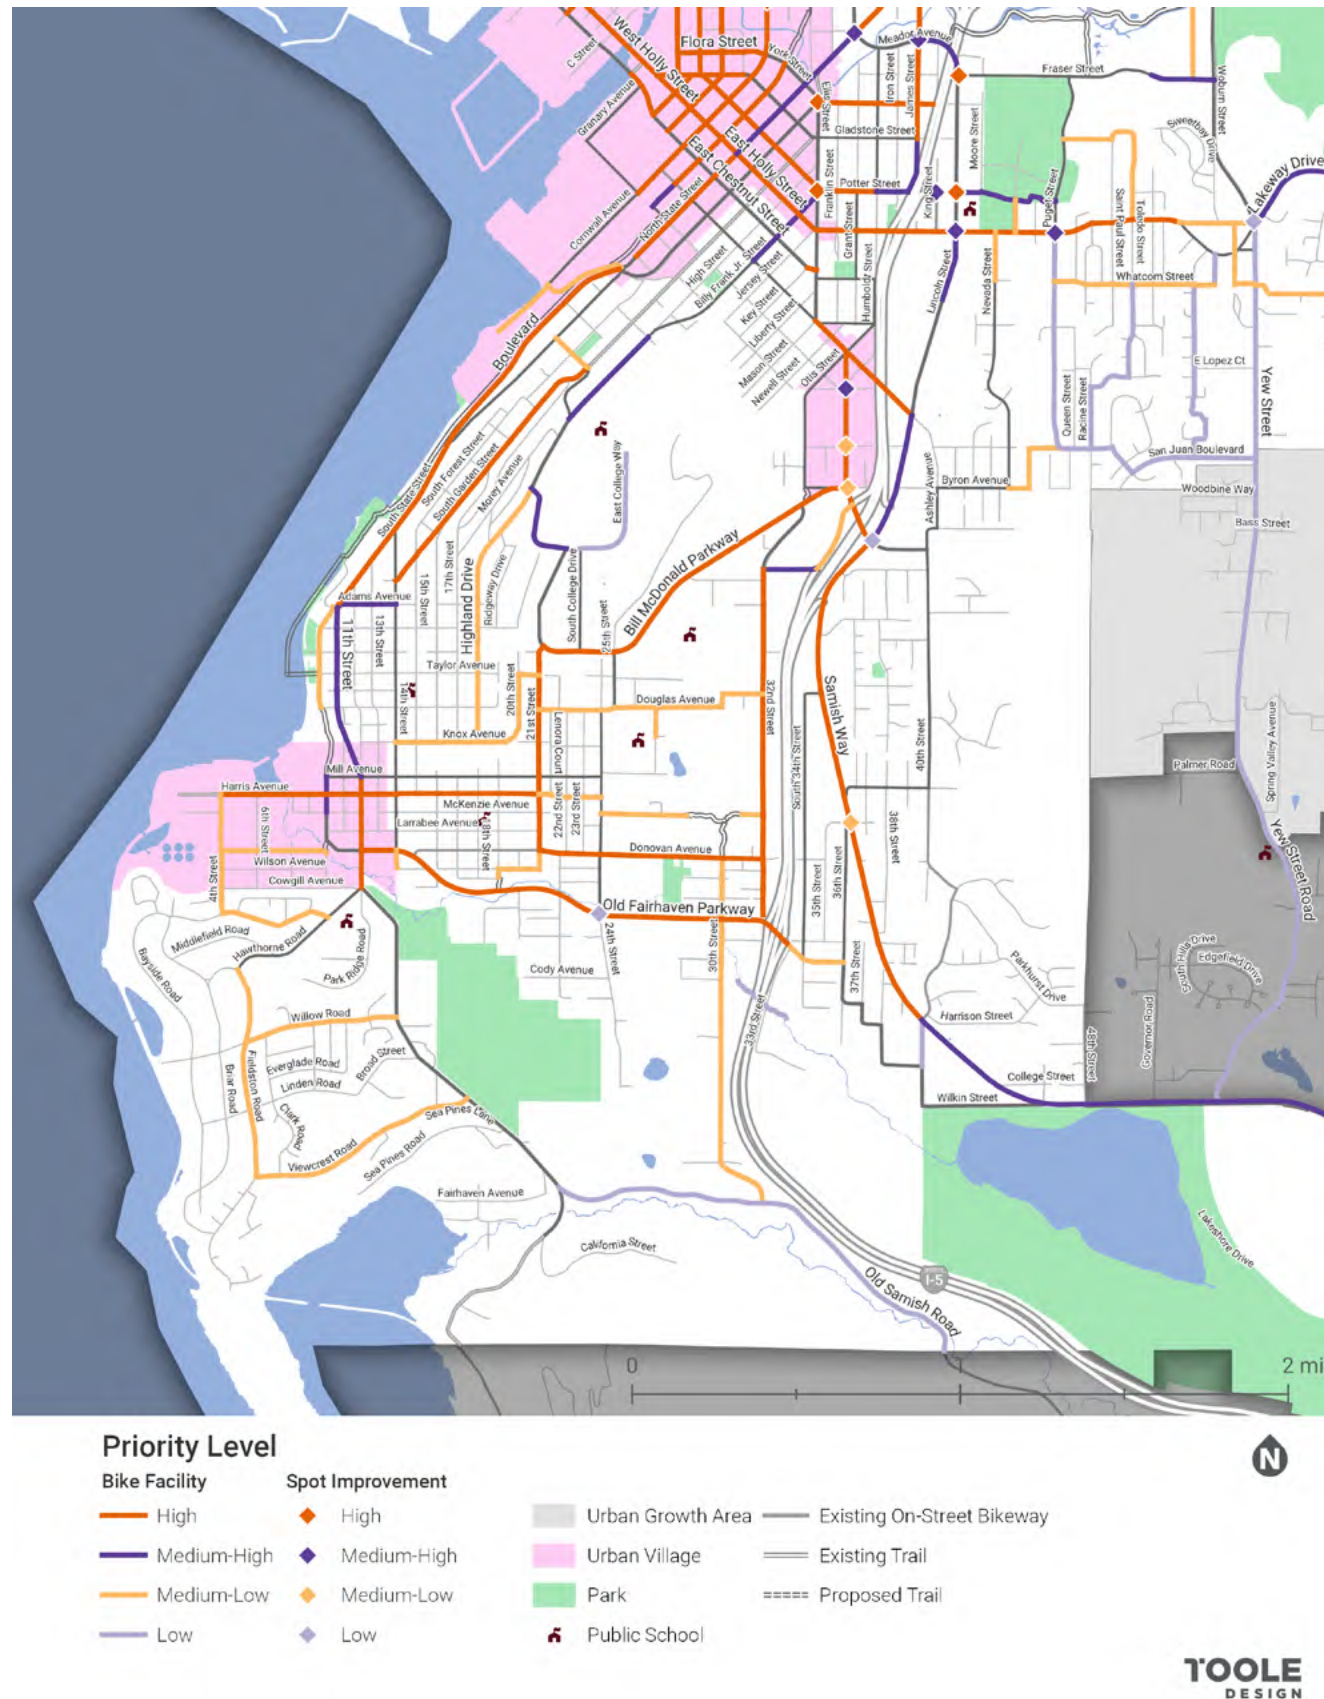 West Holly Street
Flora Street
C Street
York Street
Ellis Street
Meador Avenue
Iron Street
James Street
Fraser Street
Woburn Street
Granary Avenue
Gladstone Street
Moore Street
Sweetbay Drive
East Holly Street
East Chestnut Street
Franklin Street
Potter Street
King Street
Puget Street
Saint Paul Street
Toledo Street
Lakeway Drive
Cornwall Avenue
North State Street
Grant Street
Humboldt Street
Lincoln Street
Nevada Street
Whatcom Street
High Street
Billy Frank Jr. Street
Jersey Street
Key Street
Liberty Street
Mason Street
Newell Street
Otis Street
Boulevard
E Lopez Ct
Yew Street
Queen Street
Racine Street
San Juan Boulevard
South State Street
South Forest Street
South Garden Street
Morey Avenue
East College Way
Ashley Avenue
Byron Avenue
Woodbine Way
Bass Street
17th Street
15th Street
Highland Drive
Ridgeway Drive
South College Drive
25th Street
Bill McDonald Parkway
Adams Avenue
11th Street
13th Street
Taylor Avenue
14th Street
20th Street
21st Street
Douglas Avenue
32nd Street
Samish Way
South 34th Street
40th Street
Knox Avenue
Lenora Court
Spring Valley Avenue
Palmer Road
Mill Avenue
Harris Avenue
McKenzie Avenue
Larrabee Avenue
18th Street
22nd Street
23rd Street
6th Street
38th Street
Wilson Avenue
Cowgill Avenue
4th Street
Donovan Avenue
35th Street
36th Street
Yew Street Road
Old Fairhaven Parkway
24th Street
30th Street
37th Street
Middlefield Road
Hawthorne Road
Park Ridge Road
Bayside Road
Cody Avenue
33rd Street
Parkhurst Drive
Harrison Street
South Hills Drive
Edgefield Drive
Governor Road
48th Street
Willow Road
Everglade Road
Linden Road
Broad Street
Briar Road
Fieldston Road
Clark Road
College Street
Wilkin Street
Sea Pines Lane
Viewcrest Road
Sea Pines Road
Fairhaven Avenue
California Street
Lakeshore Drive
I-5
Old Samish Road
0
2 mi
Priority Level
Bike Facility
Spot Improvement
High
High
Urban Growth Area
Existing On-Street Bikeway
Medium-High
Medium-High
Urban Village
Existing Trail
Medium-Low
Medium-Low
Park
Proposed Trail
Low
Low
Public School
N
TOOLE
DESIGN